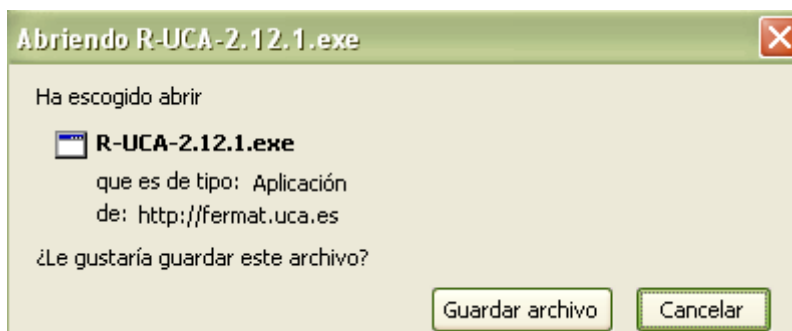 Abriendo R-UCA-2.12.1.exe
Ha escogido abrir
R-UCA-2.12.1.exe
que es de tipo: Aplicación
de: http://fermat.uca.es
¿Le gustaría guardar este archivo?
Guardar archivo Cancelar